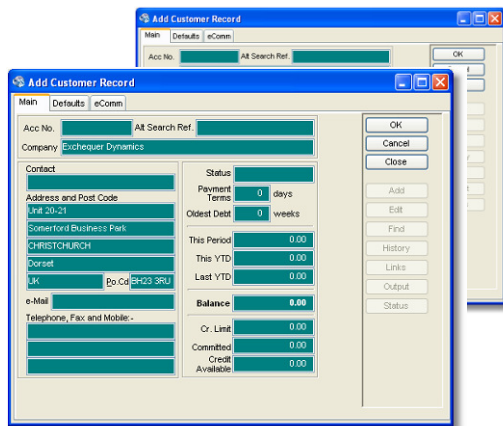 Add Customer Record
Main Defaults eComm
Acc No. Alt Search Ref. OK
Add Customer Record
Main Defaults eComm
Acc No. Alt Search Ref. OK
Company Exchequer Dynamics Cancel
Close
Contact
Address and Post Code
Unit 20-21
Somerford Business Park
CHRISTCHURCH
Dorset
UK Po.Cd BH23 3RU
e-Mail
Telephone, Fax and Mobile:-
Status
Payment Terms 0 days
Oldest Debt 0 weeks
This Period 0.00
This YTD 0.00
Last YTD 0.00
Balance 0.00
Cr. Limit 0.00
Committed 0.00
Credit Available 0.00
Add
Edit
Find
History
Links
Output
Status